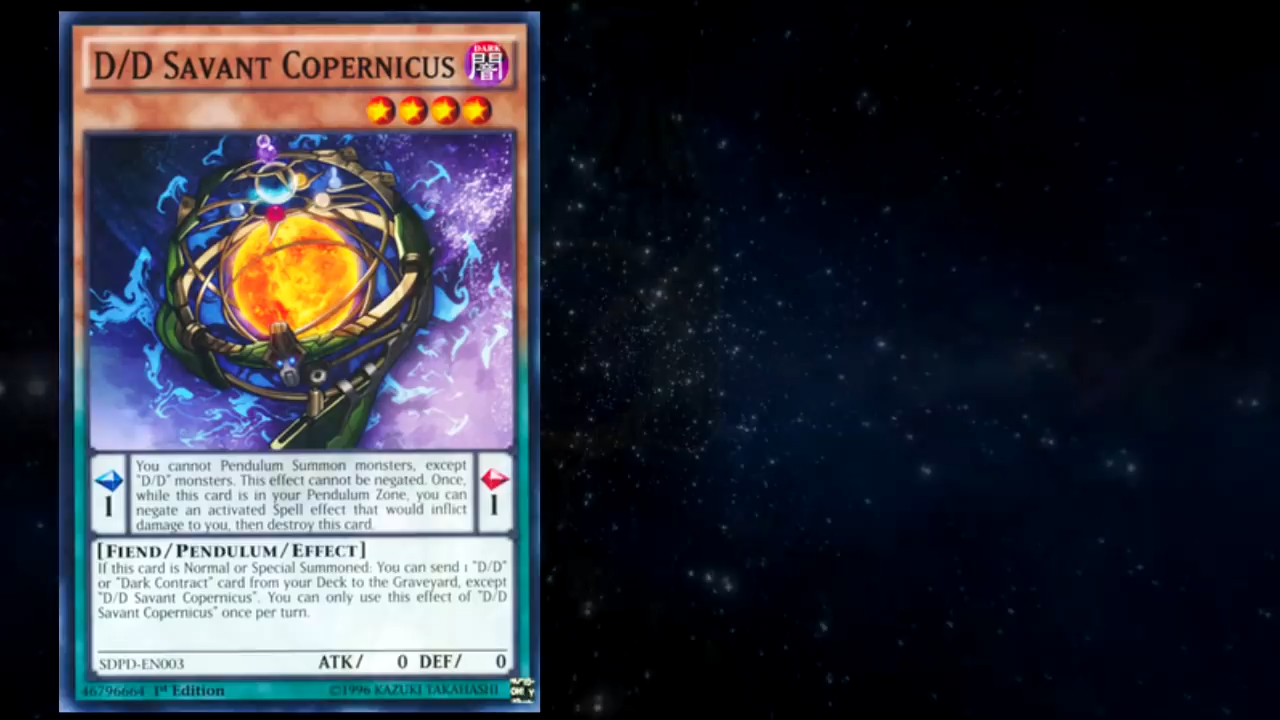 D/D SAVANT COPERNICUS
DARK
闇
You cannot Pendulum Summon monsters, except
"D/D" monsters. This effect cannot be negated. Once,
while this card is in your Pendulum Zone, you can
negate an activated Spell effect that would inflict
damage to you, then destroy this card.
1
1
[FIEND/PENDULUM/EFFECT]
If this card is Normal or Special Summoned: You can send 1 "D/D"
or "Dark Contract" card from your Deck to the Graveyard, except
"D/D Savant Copernicus". You can only use this effect of "D/D
Savant Copernicus" once per turn.
SDPD-EN003 ATK/ 0 DEF/ 0
46796664 1st Edition ©1996 KAZUKI TAKAHASHI